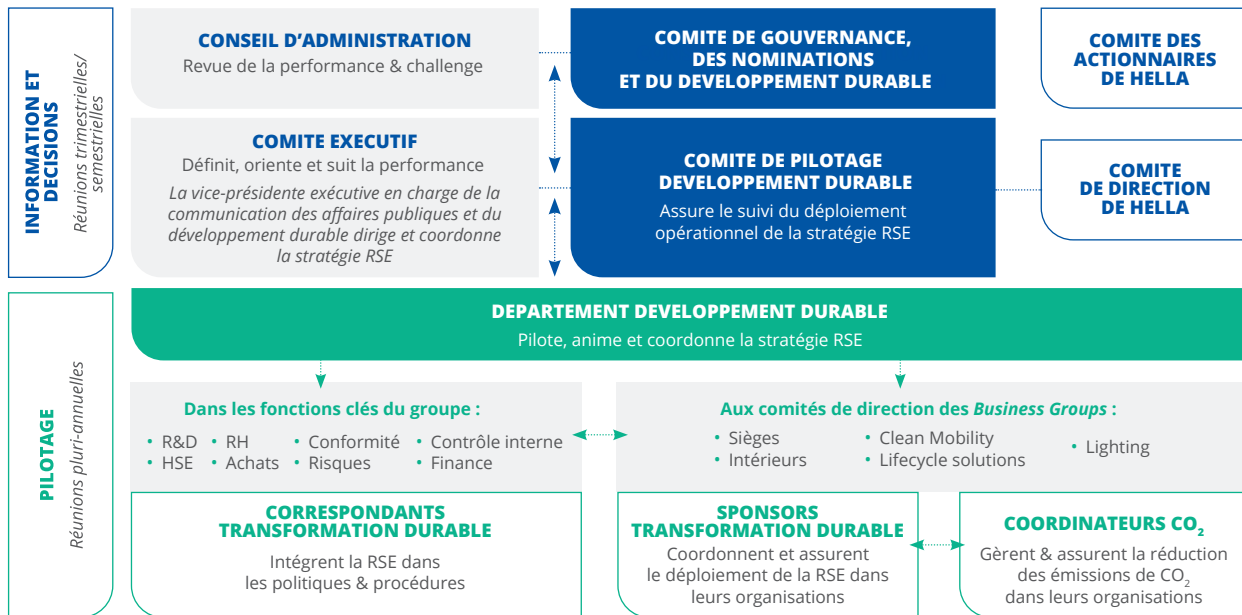 INFORMATION ET
DECISIONS
Réunions trimestrielles/
semestrielles
CONSEIL D’ADMINISTRATION
Revue de la performance & challenge
COMITE DE GOUVERNANCE,
DES NOMINATIONS
ET DU DEVELOPPEMENT DURABLE
COMITE DES
ACTIONNAIRES
DE HELLA
COMITE EXECUTIF
Définit, oriente et suit la performance
La vice-présidente exécutive en charge de la
communication des affaires publiques et du
développement durable dirige et coordonne
la stratégie RSE
COMITE DE PILOTAGE
DEVELOPPEMENT DURABLE
Assure le suivi du déploiement
opérationnel de la stratégie RSE
COMITE
DE DIRECTION
DE HELLA
PILOTAGE
Réunions pluri-annuelles
DEPARTEMENT DEVELOPPEMENT DURABLE
Pilote, anime et coordonne la stratégie RSE
Dans les fonctions clés du groupe :
• R&D • RH • Conformité • Contrôle interne
• HSE • Achats • Risques • Finance
Aux comités de direction des Business Groups :
• Sièges • Clean Mobility • Lighting
• Intérieurs • Lifecycle solutions
CORRESPONDANTS
TRANSFORMATION DURABLE
Intégrent la RSE dans
les politiques & procédures
SPONSORS
TRANSFORMATION DURABLE
Coordonnent et assurent
le déploiement de la RSE dans
leurs organisations
COORDINATEURS CO₂
Gèrent & assurent la réduction
des émissions de CO₂
dans leurs organisations